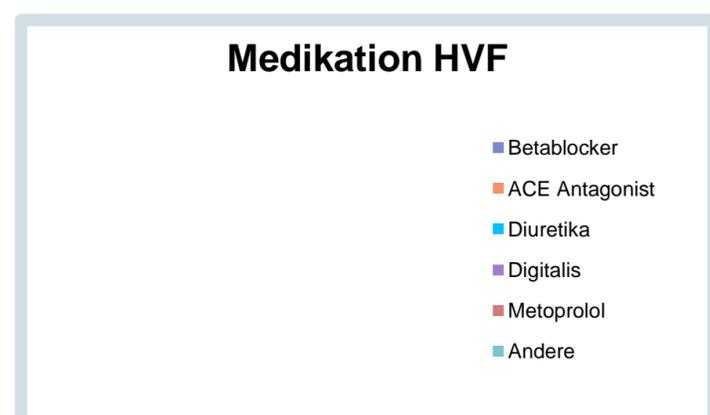 Medikation HVF
Betablocker
ACE Antagonist
Diuretika
Digitalis
Metoprolol
Andere